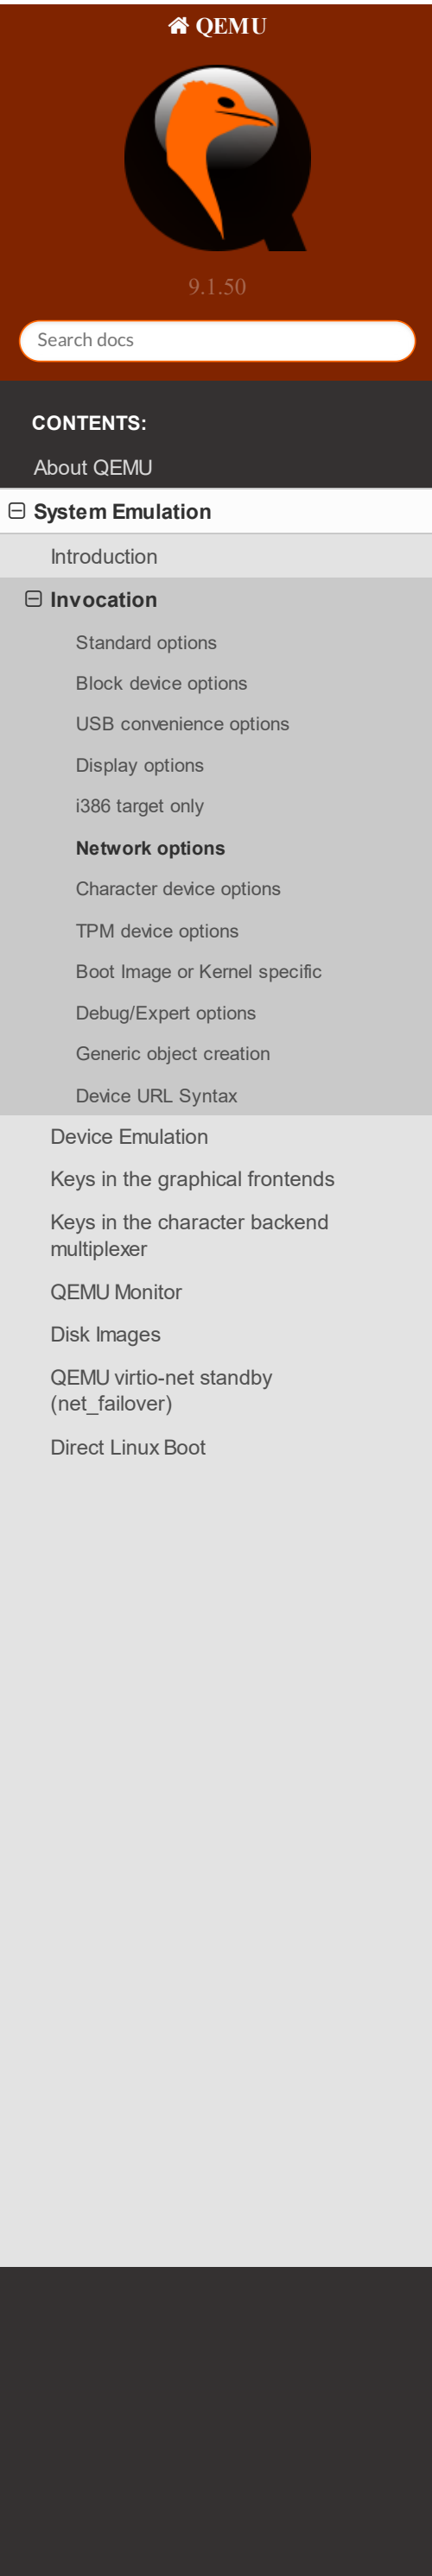 QEMU
9.1.50
Search docs
CONTENTS:
About QEMU
System Emulation
Introduction
Invocation
Standard options
Block device options
USB convenience options
Display options
i386 target only
Network options
Character device options
TPM device options
Boot Image or Kernel specific
Debug/Expert options
Generic object creation
Device URL Syntax
Device Emulation
Keys in the graphical frontends
Keys in the character backend
multiplexer
QEMU Monitor
Disk Images
QEMU virtio-net standby
(net_failover)
Direct Linux Boot